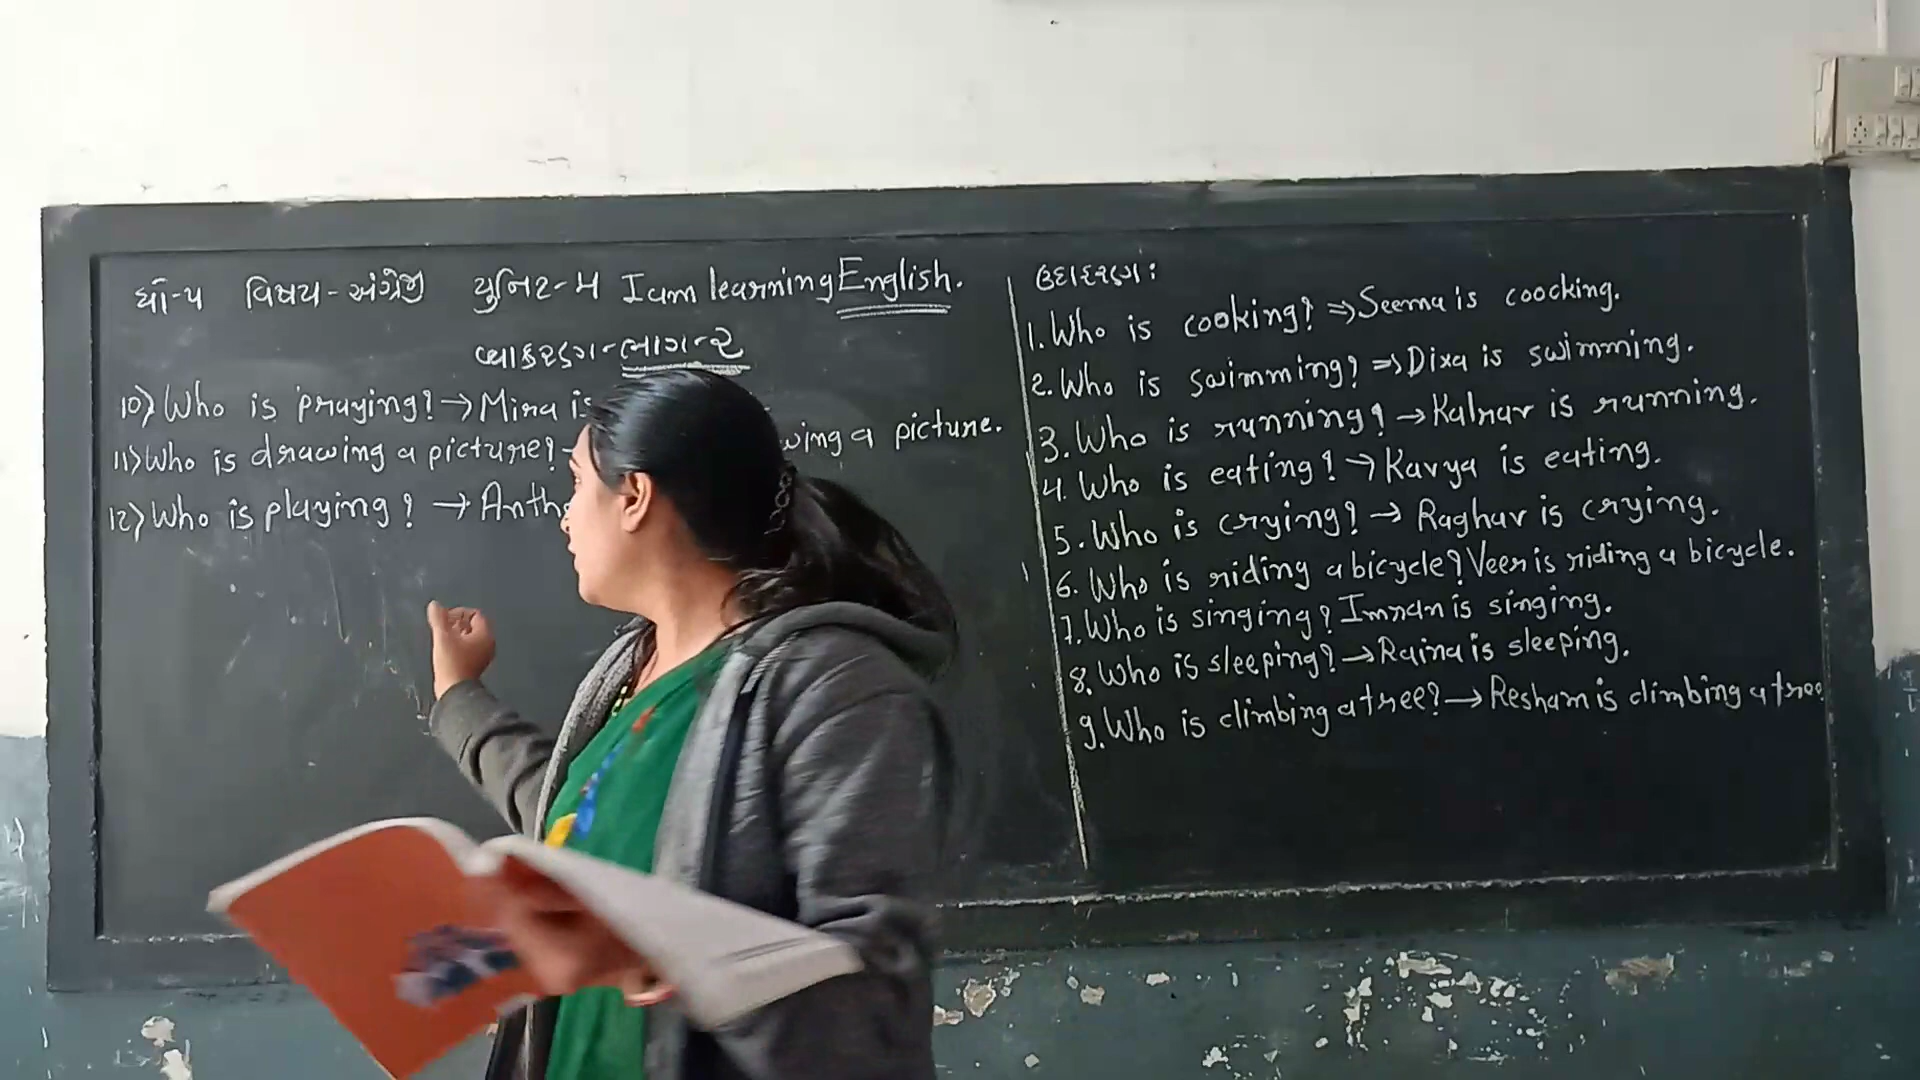 ધો-૫ વિષય-અંગ્રેજી યુનિટ-૫ I am learning English.
વ્યાકરણ-ભાગ-૨
10) Who is praying? → Mira is
11) Who is drawing a picture? → wing a picture.
12) Who is playing? → Antho
ઉદાહરણ:
1. Who is cooking? ⇒ Seema is coocking.
2. Who is swimming? ⇒ Dixa is swimming.
3. Who is running? → Kalrav is running.
4. Who is eating? → Kavya is eating.
5. Who is crying? → Raghav is crying.
6. Who is riding a bicycle? Veer is riding a bicycle.
7. Who is singing? Imran is singing.
8. Who is sleeping? → Raina is sleeping.
9. Who is climbing a tree? → Resham is climbing a tree